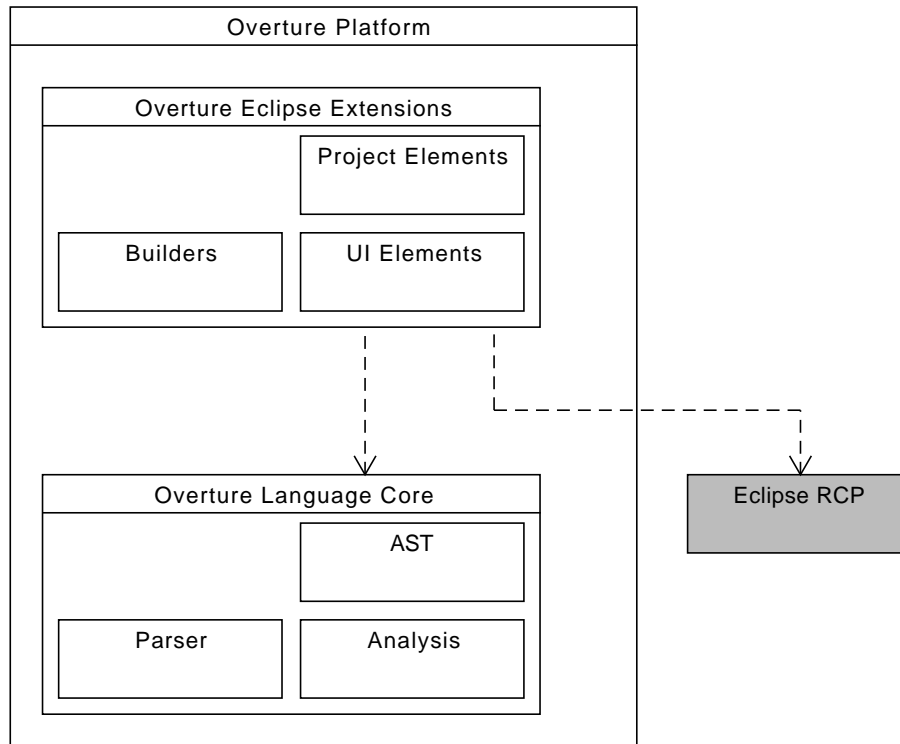 Overture Platform
Overture Eclipse Extensions
Project Elements
Builders
UI Elements
Overture Language Core
Eclipse RCP
AST
Parser
Analysis